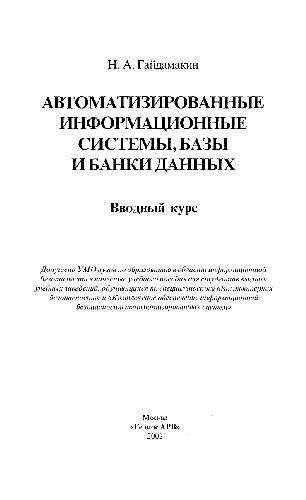 Н. А. Гайдамакин
АВТОМАТИЗИРОВАННЫЕ
ИНФОРМАЦИОННЫЕ
СИСТЕМЫ, БАЗЫ
И БАНКИ ДАННЫХ
Вводный курс
Допущено УМО вузов по образованию в области информационной
безопасности в качестве учебного пособия для студентов высших
учебных заведений, обучающихся по специальностям «Компьютерная
безопасность» и «Комплексное обеспечение информационной
безопасности автоматизированных систем»
Москва
«Гелиос АРВ»
2002